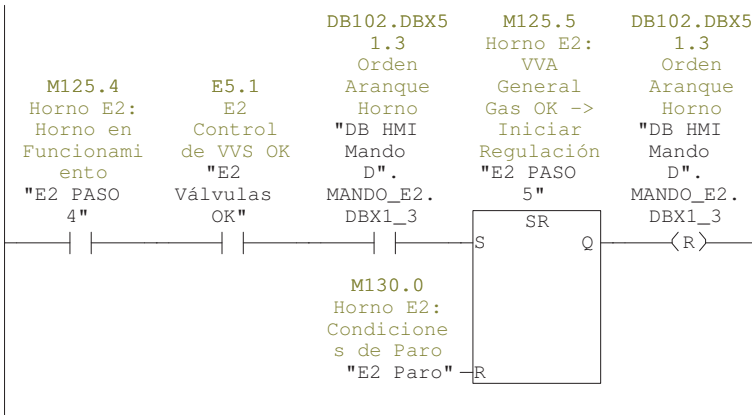 DB102.DBX5
1.3
Orden
Aranque
Horno
"DB HMI
Mando
D".
MANDO_E2.
DBX1_3
M125.5
Horno E2:
VVA
General
Gas OK ->
Iniciar
Regulación
"E2 PASO
5"
DB102.DBX5
1.3
Orden
Aranque
Horno
"DB HMI
Mando
D".
MANDO_E2.
DBX1_3
M125.4
Horno E2:
Horno en
Funcionami
ento
"E2 PASO
4"
E5.1
E2
Control
de VVS OK
"E2
Válvulas
OK"
SR
S
Q
R
M130.0
Horno E2:
Condicione
s de Paro
"E2 Paro"
R